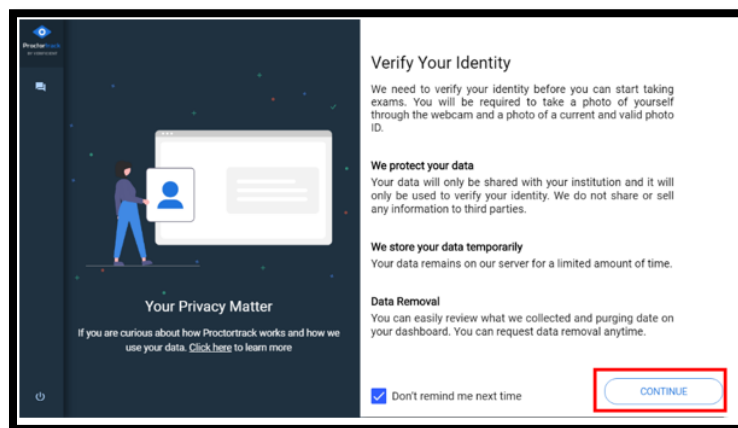 Proctortrack
BY VERIFICIENT
Your Privacy Matter
If you are curious about how Proctortrack works and how we
use your data. Click here to learn more
Verify Your Identity
We need to verify your identity before you can start taking
exams. You will be required to take a photo of yourself
through the webcam and a photo of a current and valid photo
ID.
We protect your data
Your data will only be shared with your institution and it will
only be used to verify your identity. We do not share or sell
any information to third parties.
We store your data temporarily
Your data remains on our server for a limited amount of time.
Data Removal
You can easily review what we collected and purging date on
your dashboard. You can request data removal anytime.
Don't remind me next time
CONTINUE